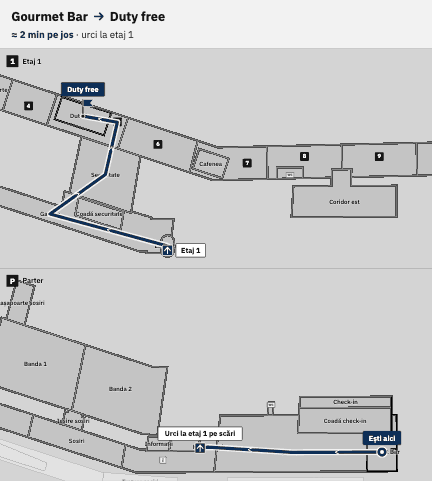 Gourmet Bar → Duty free
≈ 2 min pe jos · urci la etaj 1
1 Etaj 1
Duty free
4
Dut
6
Cafenea
7
8
9
Coridor est
Coadă securitate
Etaj 1
P Parter
Banda 1
Banda 2
Sosiri
Informații
Urci la etaj 1 pe scări
Check-in
Coadă check-in
Ești aici
Bar